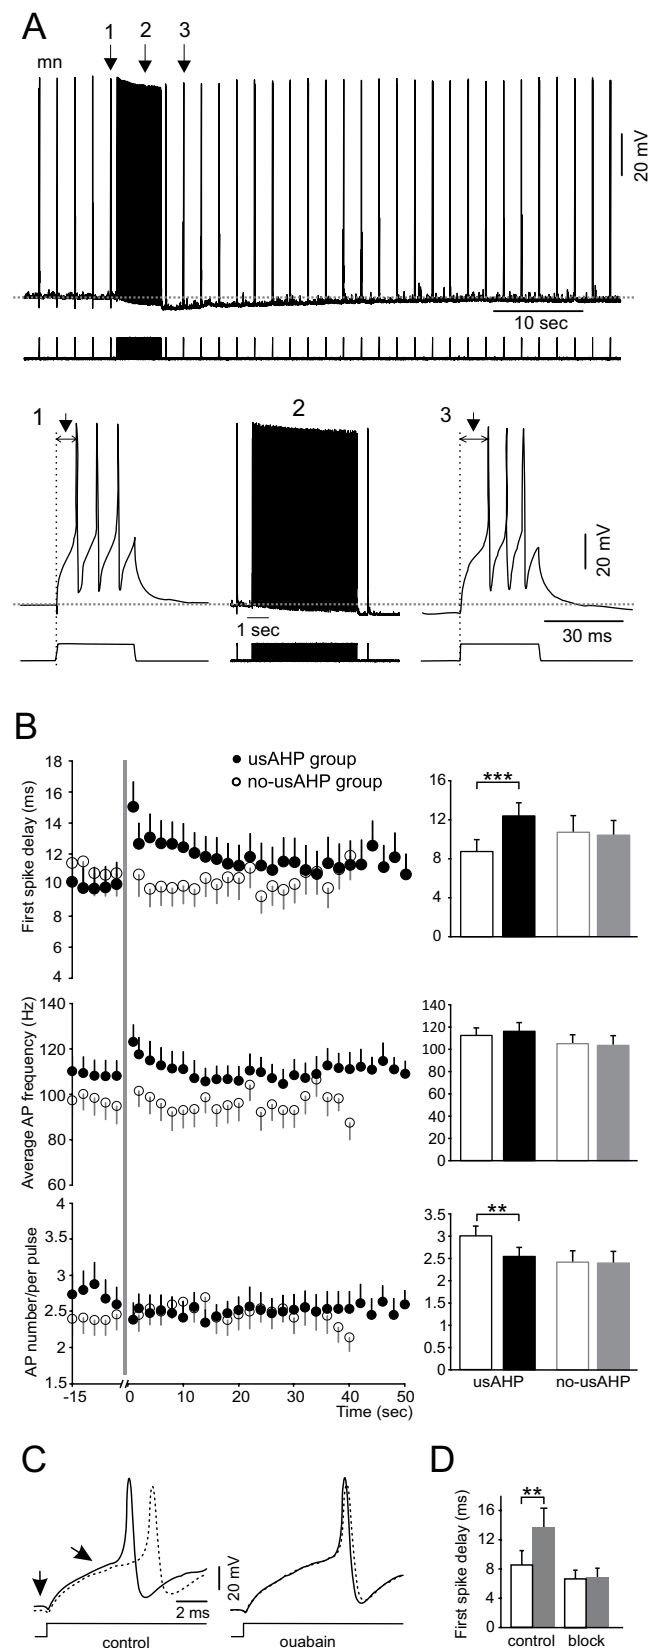 A
1 2 3
mn
20 mV
10 sec
1 2 3
20 mV
1 sec
30 ms
B
18
16
14
12
10
8
6
4
First spike delay (ms)
usAHP group
no-usAHP group
***
16
12
8
4
0
140
120
100
80
60
Average AP frequency (Hz)
140
120
100
80
60
40
20
0
4
3.5
3
2.5
2
1.5
AP number/per pulse
-15 0 10 20 30 40 50
Time (sec)
**
3.5
3
2.5
2
1.5
1
0.5
0
usAHP no-usAHP
C
20 mV
2 ms
control ouabain
D
**
16
12
8
4
0
First spike delay (ms)
control block